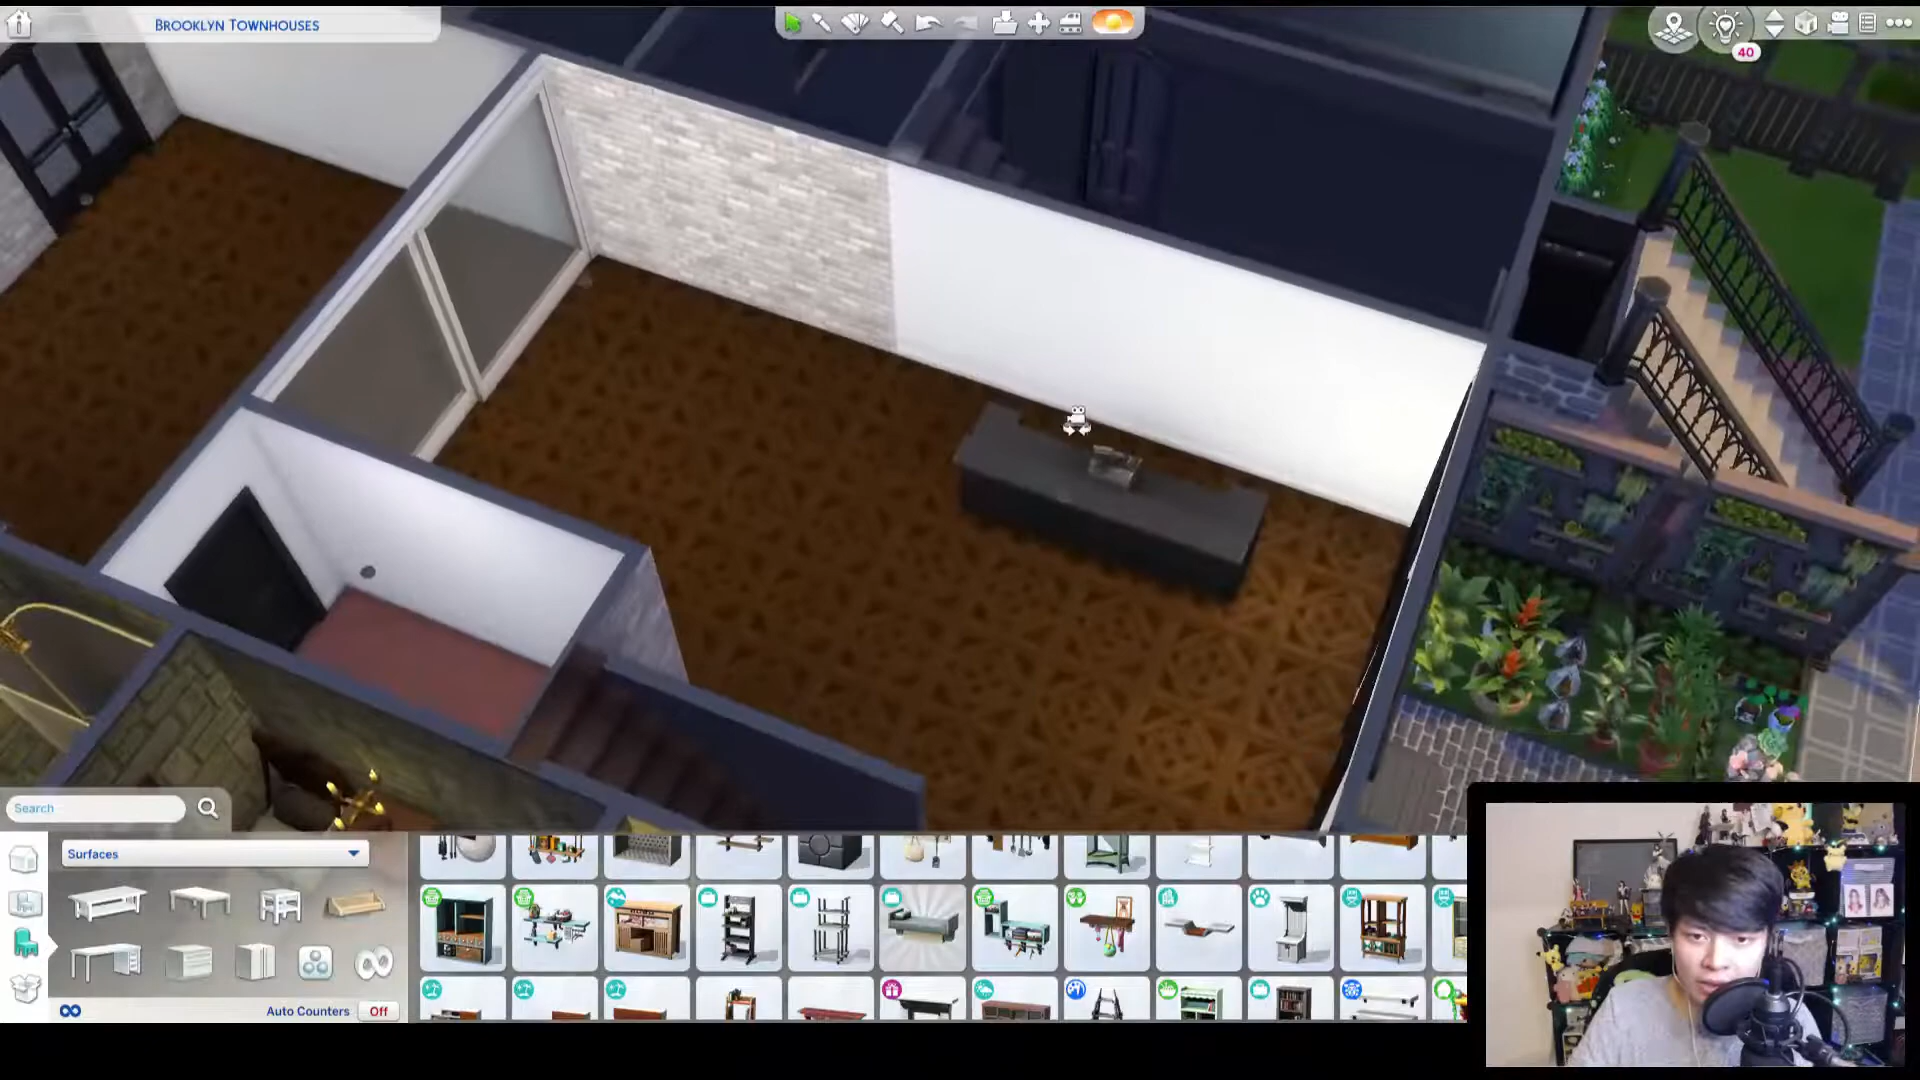 BROOKLYN TOWNHOUSES
40
Search
Surfaces
Auto Counters
Off